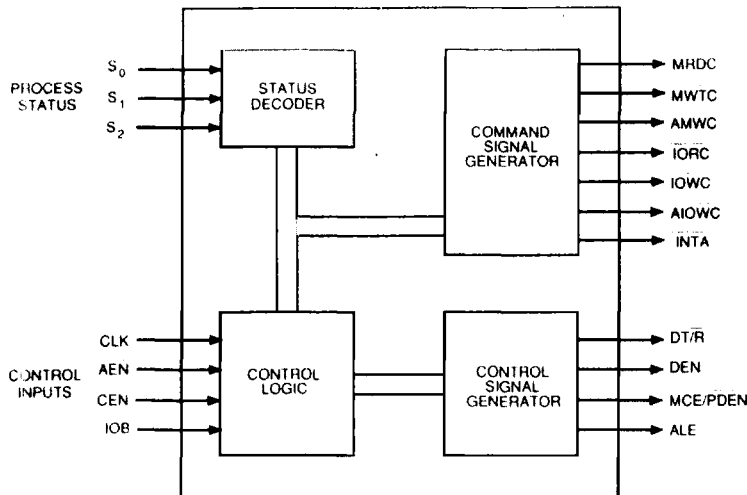 PROCESS
STATUS
S0
S1
S2
STATUS
DECODER
COMMAND
SIGNAL
GENERATOR
MRDC
MWTC
AMWC
IORC
IOWC
AIOWC
INTA
CONTROL
INPUTS
CLK
AEN
CEN
IOB
CONTROL
LOGIC
CONTROL
SIGNAL
GENERATOR
DT/R̅
DEN
MCE/P̅D̅E̅N̅
ALE